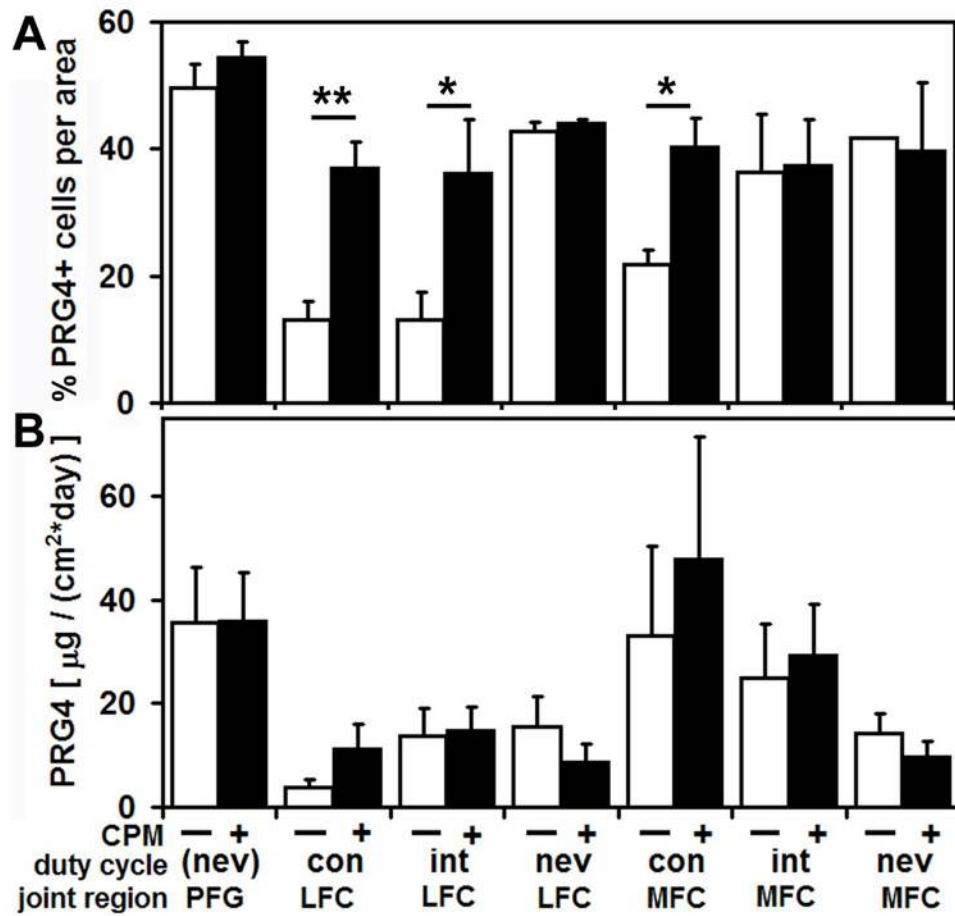 A
60
40
20
0
% PRG4+ cells per area
** * *
B
60
40
20
0
PRG4 [ µg / (cm²*day) ]
CPM — + — + — + — + — + — + — +
duty cycle (nev) con int nev con int nev
joint region PFG LFC LFC LFC MFC MFC MFC